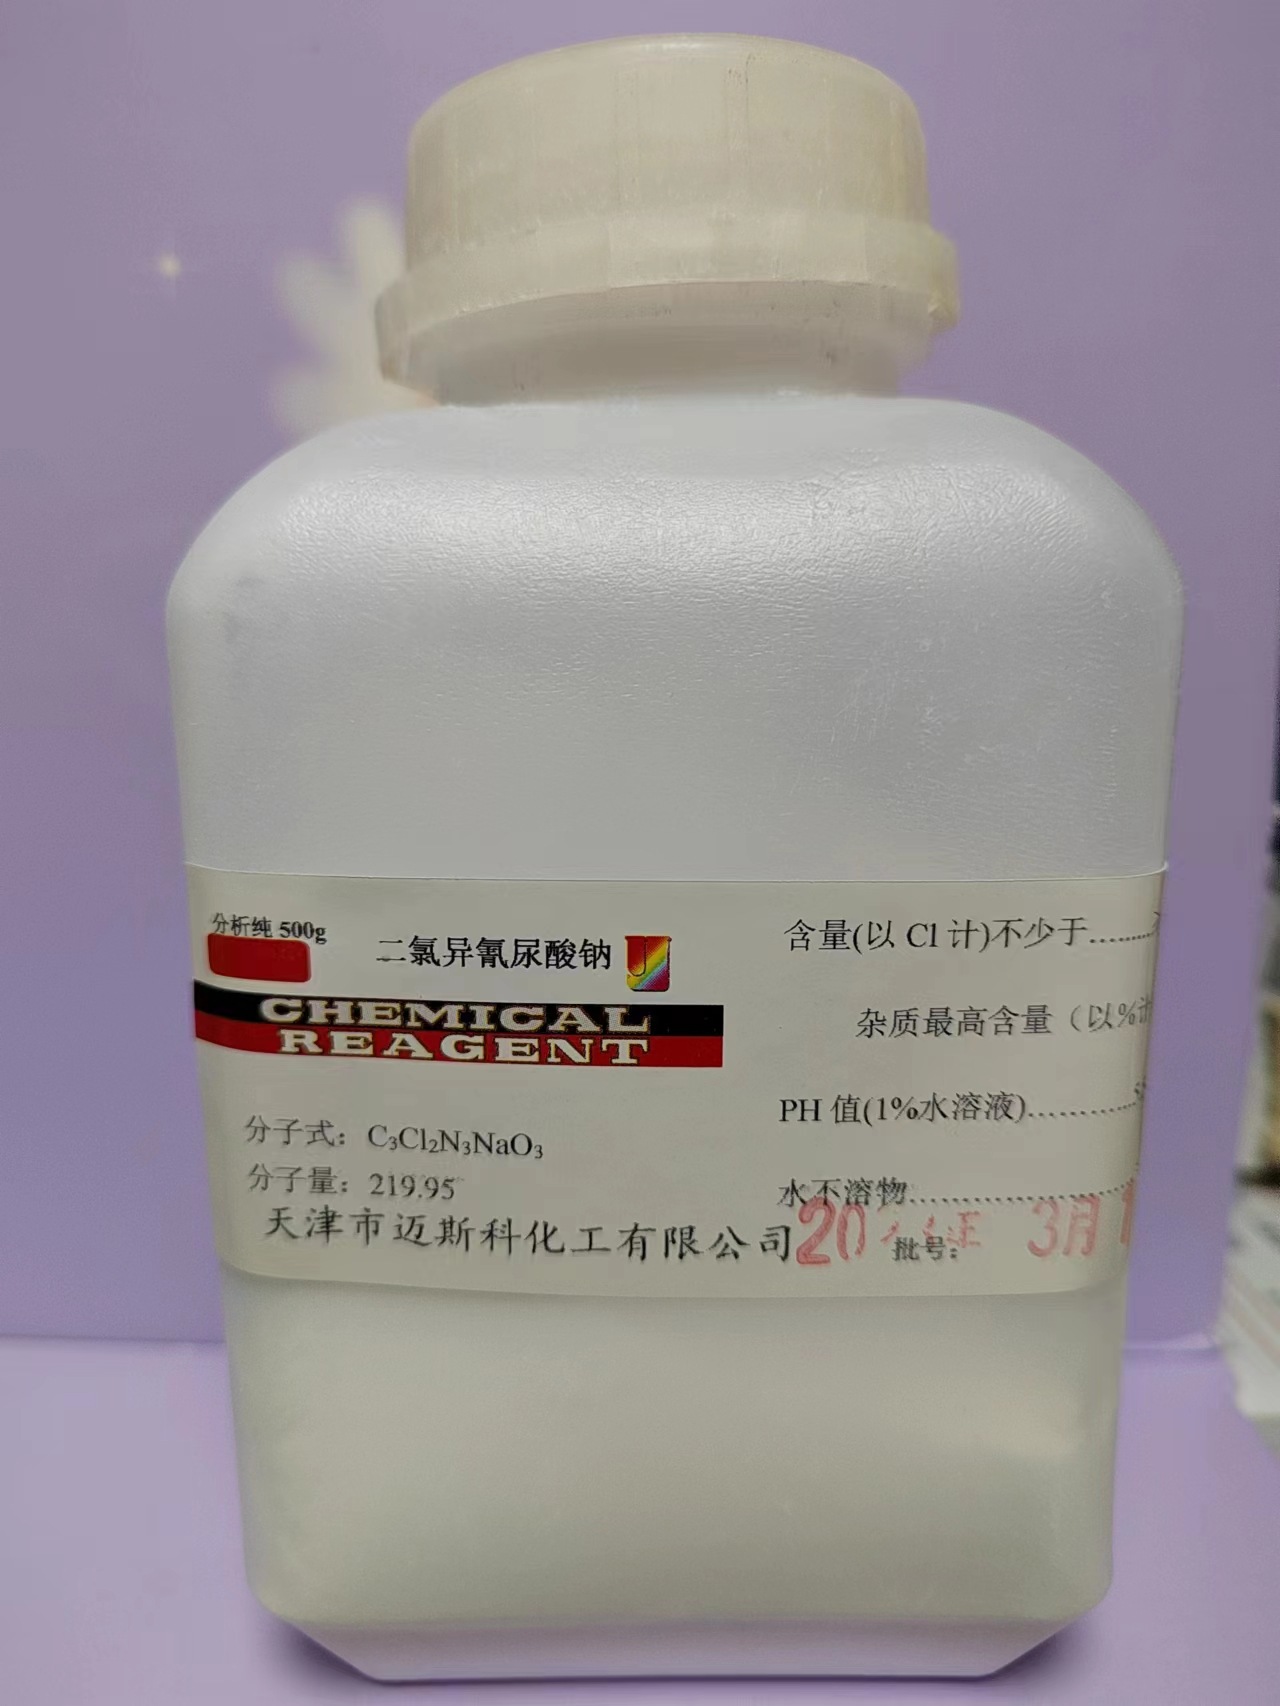 分析纯 500g
二氯异氰尿酸钠
CHEMICAL
REAGENT
分子式：C₃Cl₂N₃NaO₃
分子量：219.95
天津市迈斯科化工有限公司
含量(以 Cl 计)不少于.........
杂质最高含量（以%计
PH 值(1%水溶液)............
水不溶物........................
20
批号：
3月1